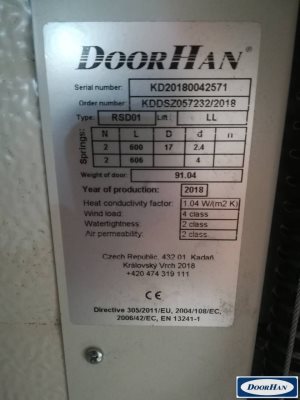 DOORHAN®
Serial number: KD20180042571
Order number: KDDSZ057232/2018
Type: RSD01 Lift: LL
Springs:
N L D d n
2 600 17 2.4
2 606 4
Weight of door: 91.04
Year of production: 2018
Heat conductivity factor: 1.04 W/(m2 K)
Wind load: 4 class
Watertightness: 2 class
Air permeability: 2 class.
Czech Republic, 432 01, Kadaň
Královský Vrch 2018
+420 474 319 111
CE
Directive 305/2011/EU, 2004/108/EC,
2006/42/EC, EN 13241-1
DOORHAN